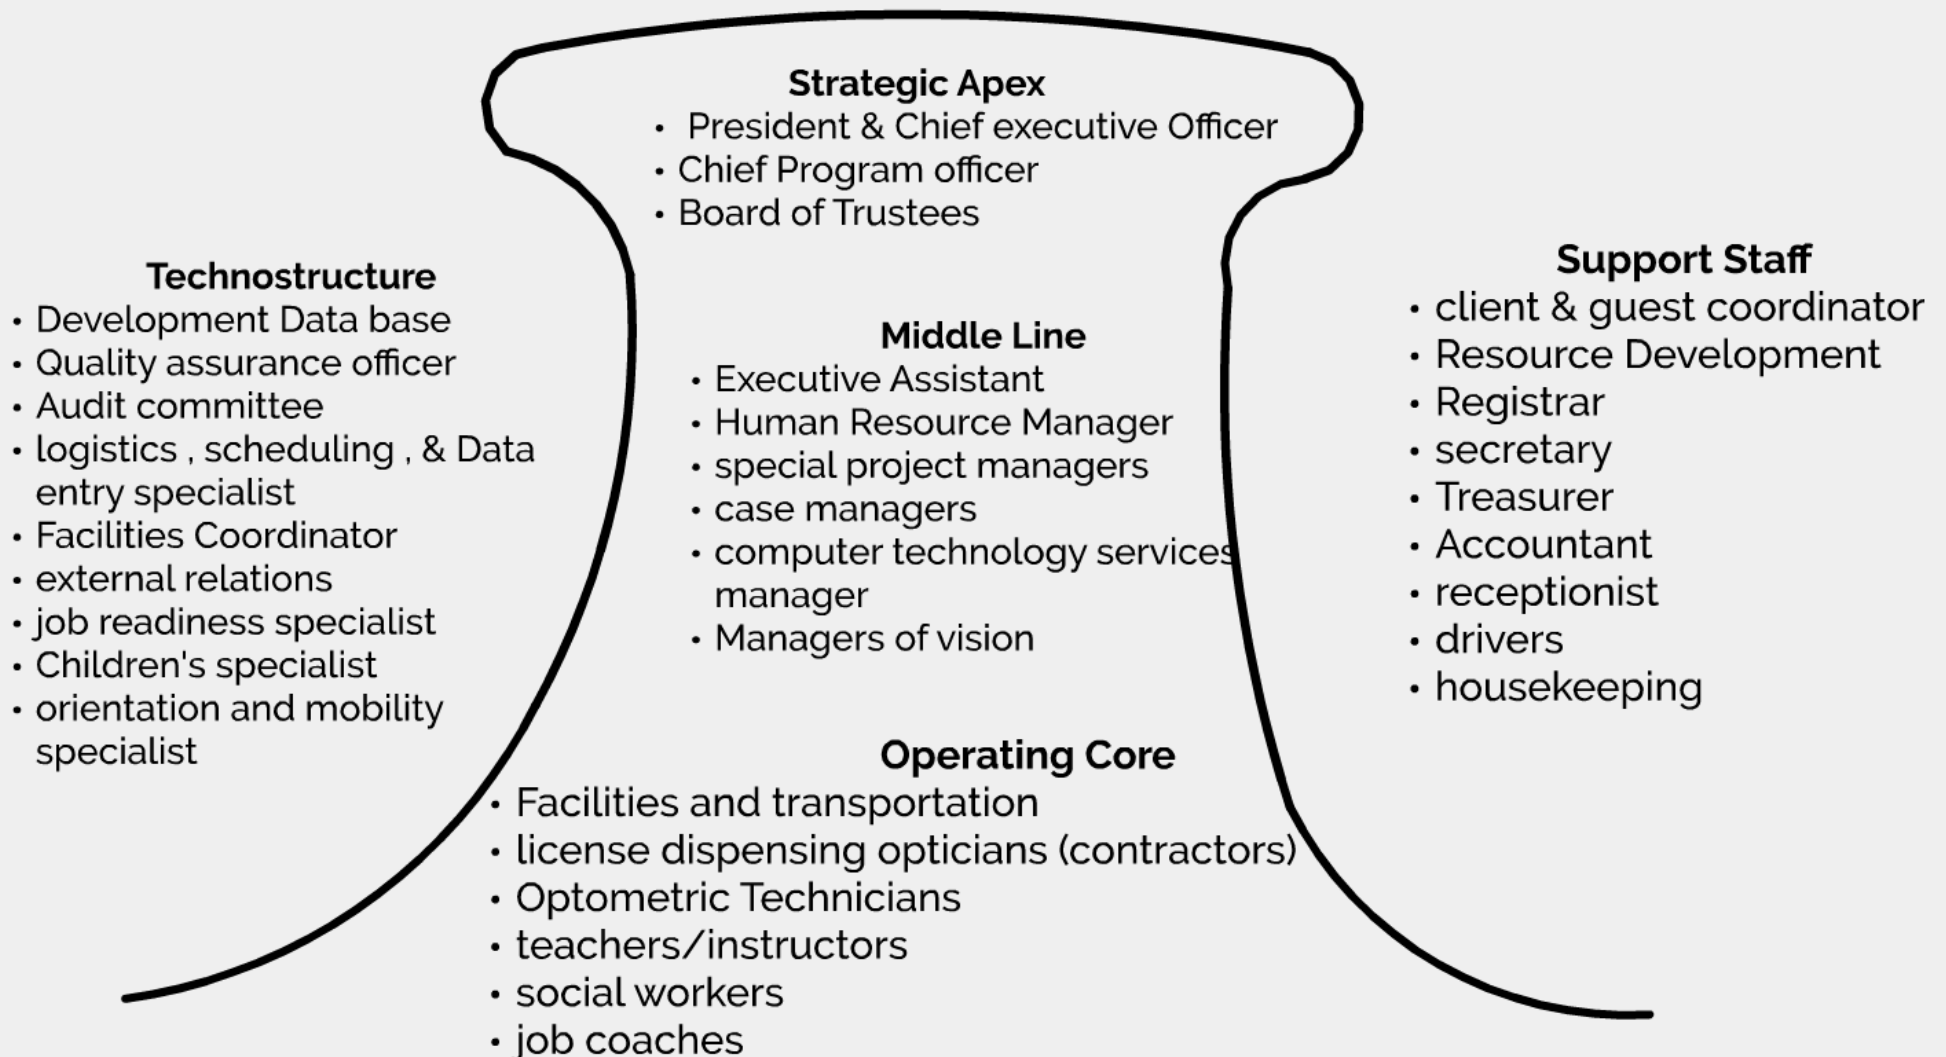 Strategic Apex
• President & Chief executive Officer
• Chief Program officer
• Board of Trustees
Technostructure
• Development Data base
• Quality assurance officer
• Audit committee
• logistics , scheduling , & Data
entry specialist
• Facilities Coordinator
• external relations
• job readiness specialist
• Children's specialist
• orientation and mobility
specialist
Middle Line
• Executive Assistant
• Human Resource Manager
• special project managers
• case managers
• computer technology services
manager
• Managers of vision
Support Staff
• client & guest coordinator
• Resource Development
• Registrar
• secretary
• Treasurer
• Accountant
• receptionist
• drivers
• housekeeping
Operating Core
• Facilities and transportation
• license dispensing opticians (contractors)
• Optometric Technicians
• teachers/instructors
• social workers
• job coaches